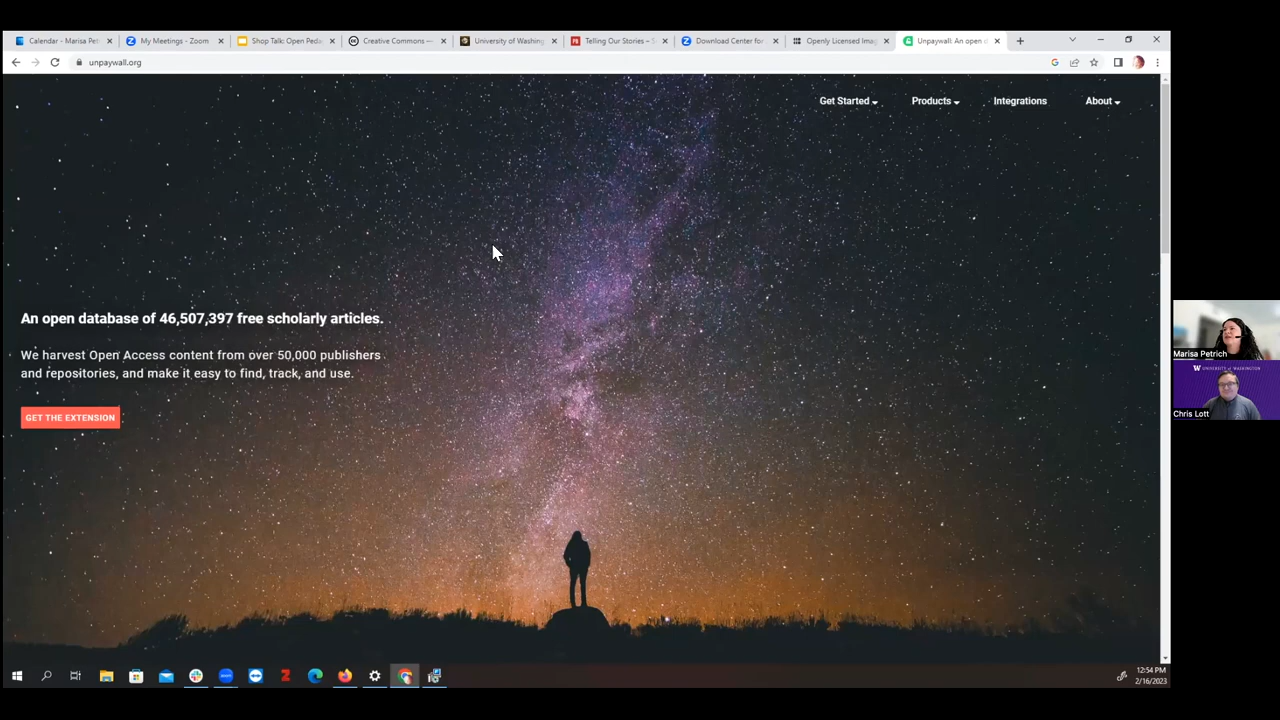 Calendar - Marisa Pet
My Meetings - Zoom
Shop Talk: Open Peda
Creative Commons —
University of Washing
Telling Our Stories – S
Download Center for
Openly Licensed Imag
Unpaywall: An open d
unpaywall.org
Get Started
Products
Integrations
About
An open database of 46,507,397 free scholarly articles.
We harvest Open Access content from over 50,000 publishers
and repositories, and make it easy to find, track, and use.
GET THE EXTENSION
Marisa Petrich
W UNIVERSITY of WASHINGTON
Chris Lott
12:54 PM
2/16/2023